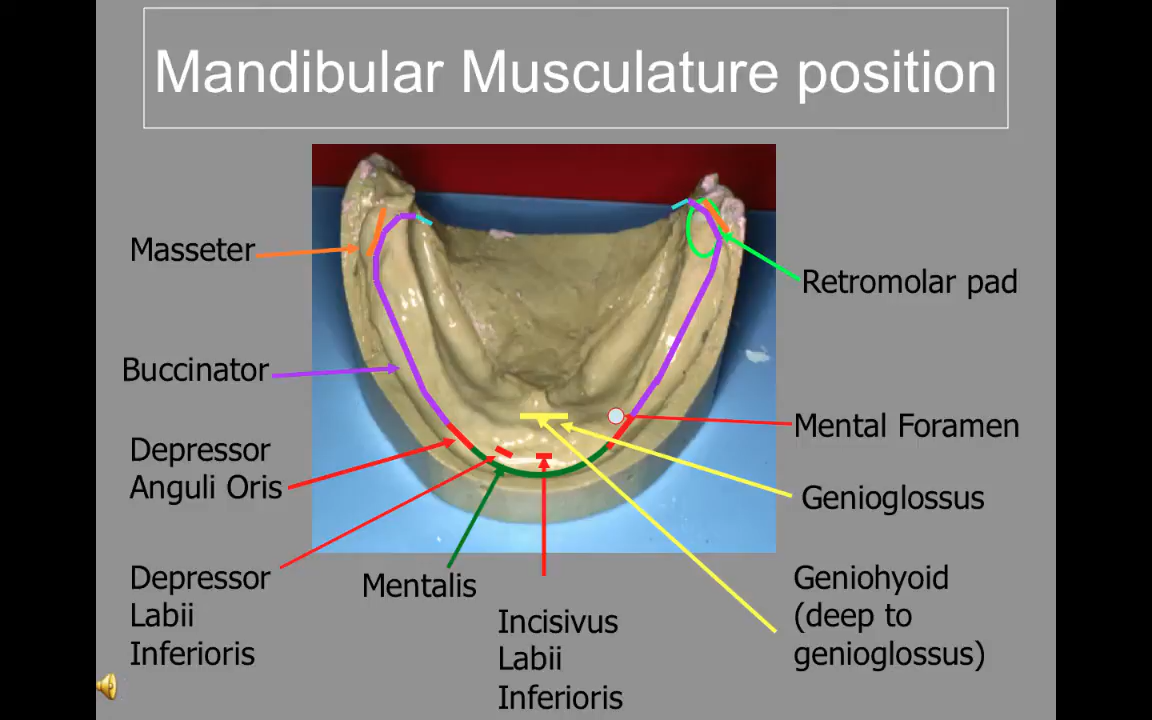 Mandibular Musculature position
Masseter
Retromolar pad
Buccinator
Mental Foramen
Depressor
Anguli Oris
Genioglossus
Depressor
Labii
Inferioris
Mentalis
Incisivus
Labii
Inferioris
Geniohyoid
(deep to
genioglossus)